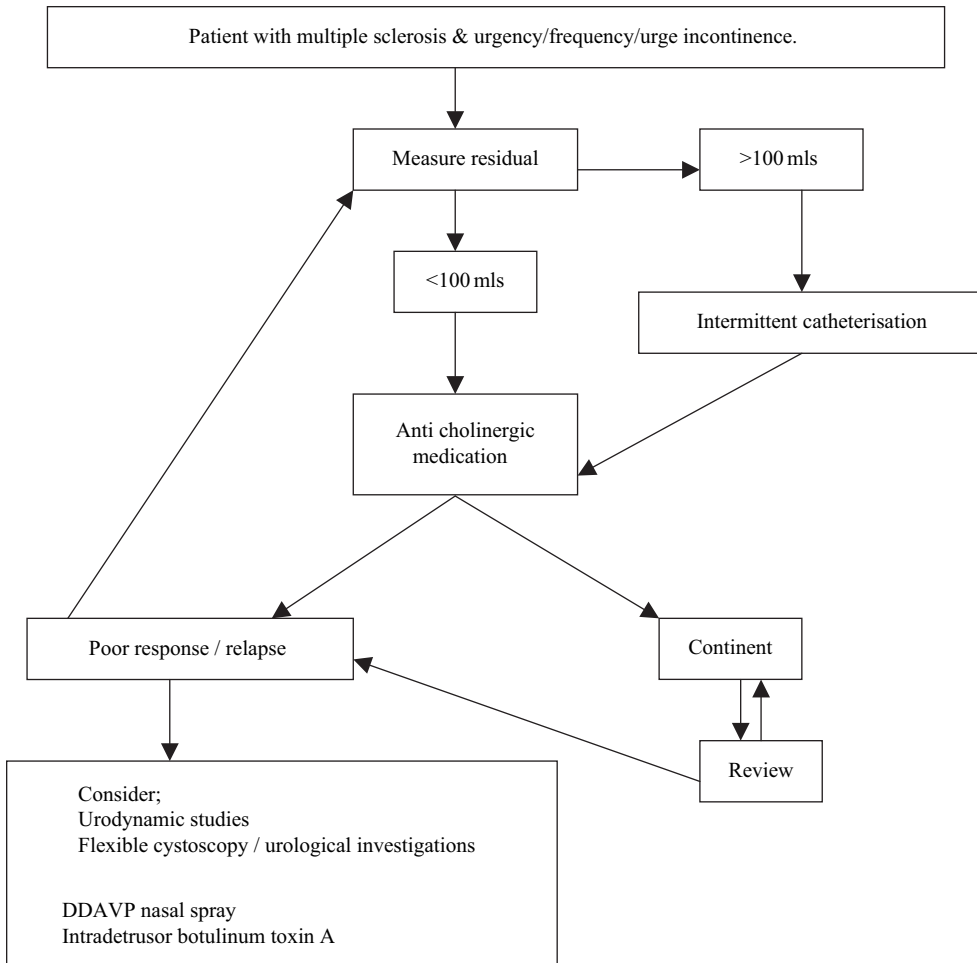 Patient with multiple sclerosis & urgency/frequency/urge incontinence.
Measure residual
>100 mls
<100 mls
Intermittent catheterisation
Anti cholinergic
medication
Poor response / relapse
Continent
Review
Consider;
Urodynamic studies
Flexible cystoscopy / urological investigations
DDAVP nasal spray
Intradetrusor botulinum toxin A